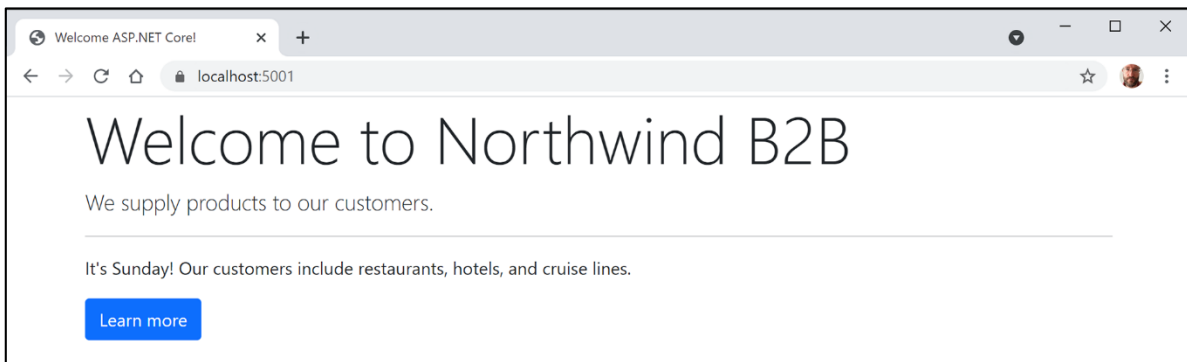 Welcome ASP.NET Core!
localhost:5001
Welcome to Northwind B2B
We supply products to our customers.
It's Sunday! Our customers include restaurants, hotels, and cruise lines.
Learn more